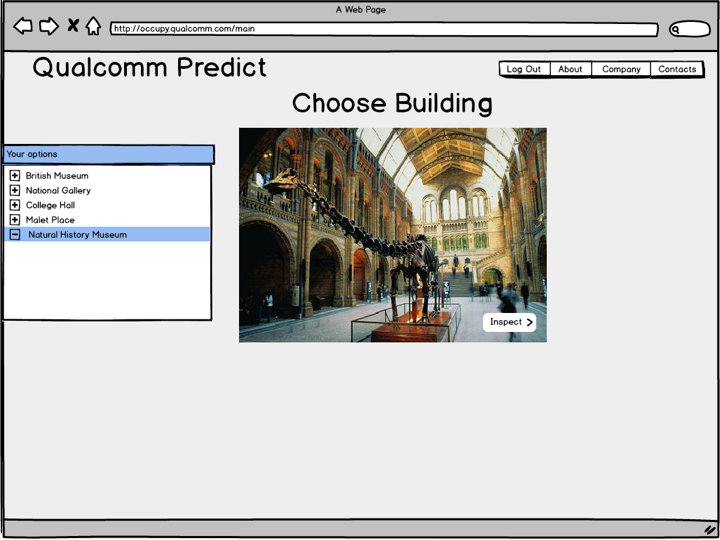 A Web Page
http://occupy.qualcomm.com/main
Qualcomm Predict
Log Out
About
Company
Contacts
Choose Building
Your options
British Museum
National Gallery
College Hall
Malet Place
Natural History Museum
Inspect